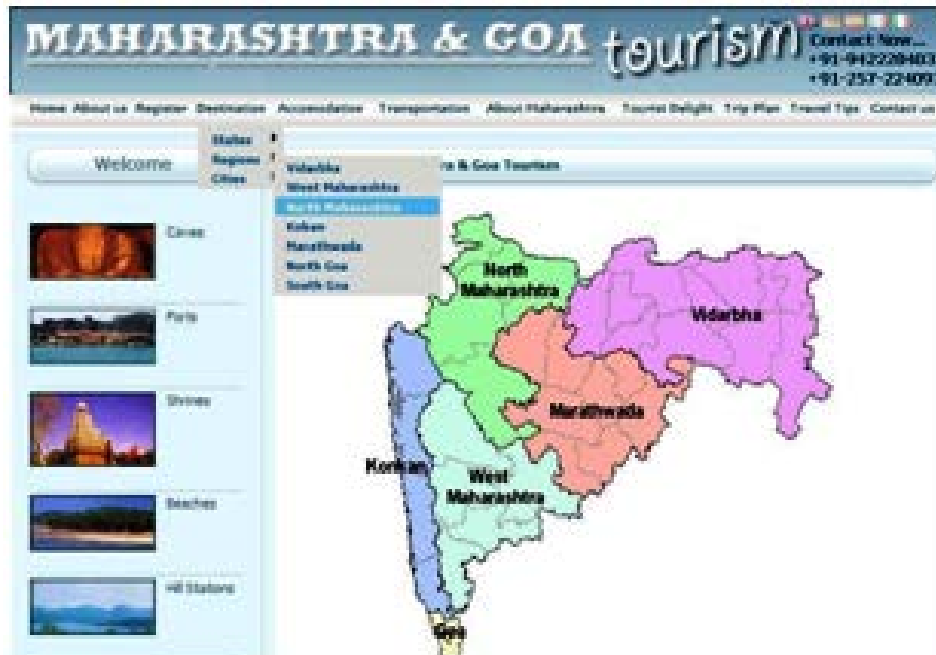 MAHARASHTRA & GOA tourism
Contact Now...
Home About us Register Destination Accomodation Transportation About Maharashtra Tourist Delight Trip Plan Travel Tips Contact us
States
Regions
Cities
Welcome
& Goa Tourism
Vidarbha
West Maharashtra
North Maharashtra
Kokan
Marathwada
North Goa
South Goa
Caves
Forts
Shrines
Beaches
Hill Stations
North
Maharashtra
Vidarbha
Marathwada
Konkan
West
Maharashtra
Goa